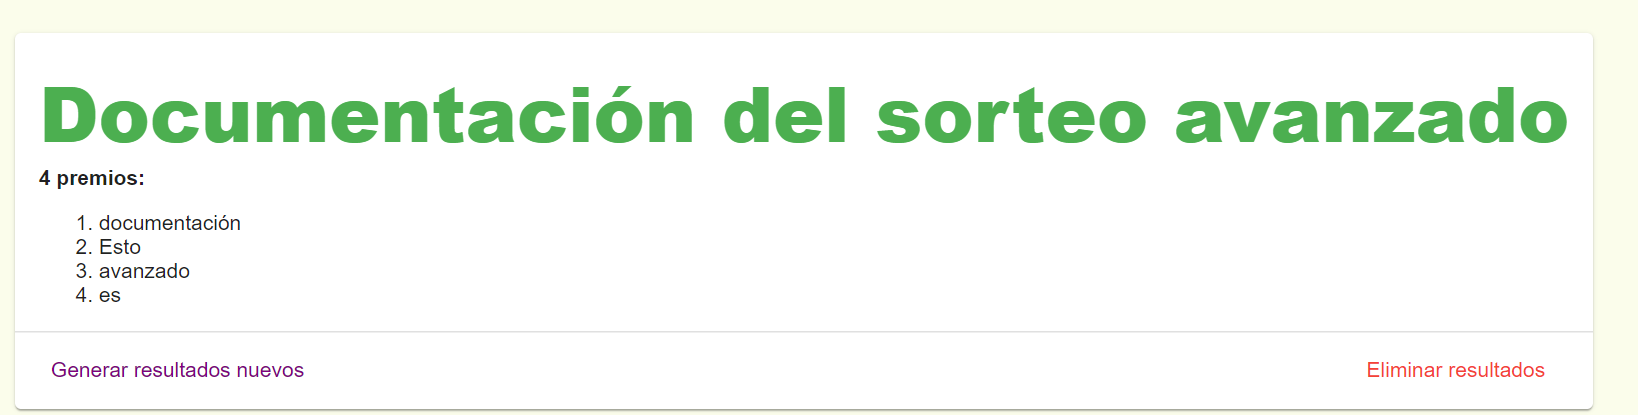 Documentación del sorteo avanzado
4 premios:
1. documentación
2. Esto
3. avanzado
4. es
Generar resultados nuevos
Eliminar resultados